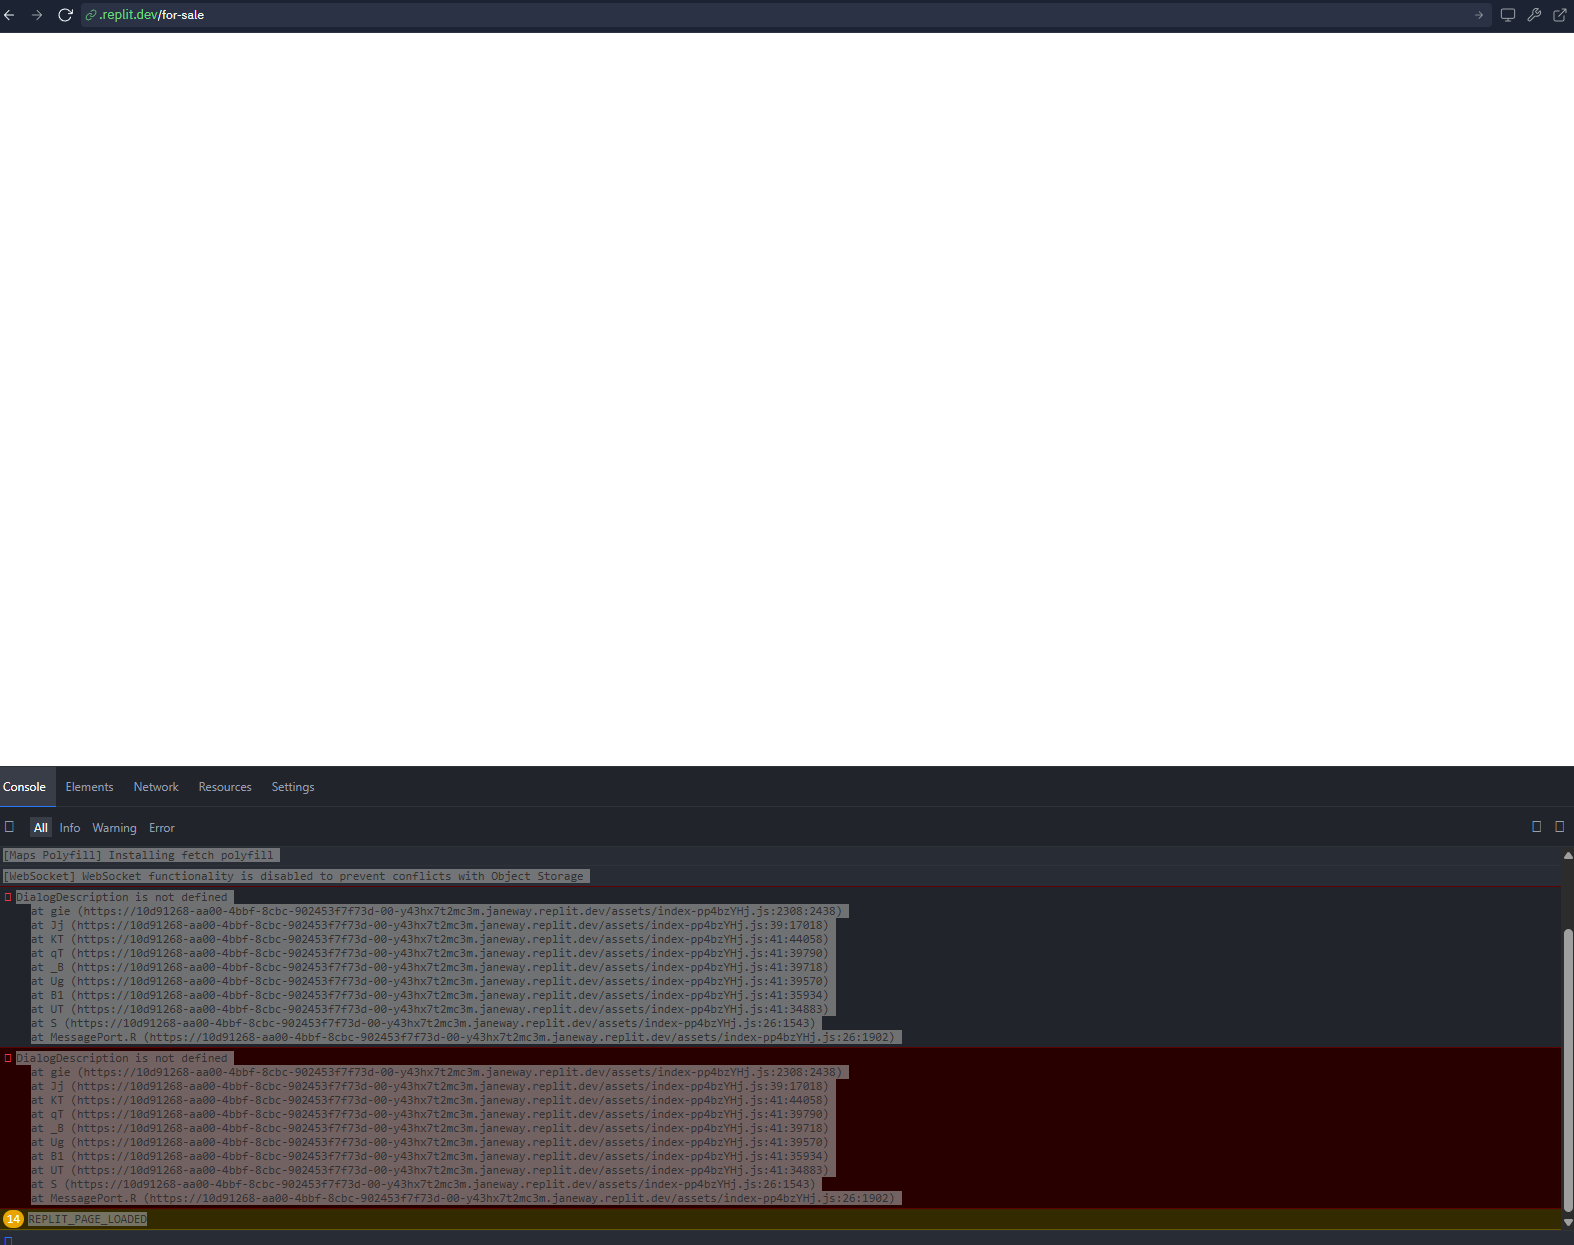 .replit.dev/for-sale
Console Elements Network Resources Settings
All Info Warning Error
[Maps Polyfill] Installing fetch polyfill
[WebSocket] WebSocket functionality is disabled to prevent conflicts with Object Storage
DialogDescription is not defined
at gie (https://10d91268-aa00-4bbf-8cbc-902453f7f73d-00-y43hx7t2mc3m.janeway.replit.dev/assets/index-pp4bzYHj.js:2308:2438)
at Jj (https://10d91268-aa00-4bbf-8cbc-902453f7f73d-00-y43hx7t2mc3m.janeway.replit.dev/assets/index-pp4bzYHj.js:39:17018)
at KT (https://10d91268-aa00-4bbf-8cbc-902453f7f73d-00-y43hx7t2mc3m.janeway.replit.dev/assets/index-pp4bzYHj.js:41:44058)
at qT (https://10d91268-aa00-4bbf-8cbc-902453f7f73d-00-y43hx7t2mc3m.janeway.replit.dev/assets/index-pp4bzYHj.js:41:39790)
at _B (https://10d91268-aa00-4bbf-8cbc-902453f7f73d-00-y43hx7t2mc3m.janeway.replit.dev/assets/index-pp4bzYHj.js:41:39718)
at Ug (https://10d91268-aa00-4bbf-8cbc-902453f7f73d-00-y43hx7t2mc3m.janeway.replit.dev/assets/index-pp4bzYHj.js:41:39570)
at B1 (https://10d91268-aa00-4bbf-8cbc-902453f7f73d-00-y43hx7t2mc3m.janeway.replit.dev/assets/index-pp4bzYHj.js:41:35934)
at UT (https://10d91268-aa00-4bbf-8cbc-902453f7f73d-00-y43hx7t2mc3m.janeway.replit.dev/assets/index-pp4bzYHj.js:41:34883)
at S (https://10d91268-aa00-4bbf-8cbc-902453f7f73d-00-y43hx7t2mc3m.janeway.replit.dev/assets/index-pp4bzYHj.js:26:1543)
at MessagePort.R (https://10d91268-aa00-4bbf-8cbc-902453f7f73d-00-y43hx7t2mc3m.janeway.replit.dev/assets/index-pp4bzYHj.js:26:1902)
DialogDescription is not defined
at gie (https://10d91268-aa00-4bbf-8cbc-902453f7f73d-00-y43hx7t2mc3m.janeway.replit.dev/assets/index-pp4bzYHj.js:2308:2438)
at Jj (https://10d91268-aa00-4bbf-8cbc-902453f7f73d-00-y43hx7t2mc3m.janeway.replit.dev/assets/index-pp4bzYHj.js:39:17018)
at KT (https://10d91268-aa00-4bbf-8cbc-902453f7f73d-00-y43hx7t2mc3m.janeway.replit.dev/assets/index-pp4bzYHj.js:41:44058)
at qT (https://10d91268-aa00-4bbf-8cbc-902453f7f73d-00-y43hx7t2mc3m.janeway.replit.dev/assets/index-pp4bzYHj.js:41:39790)
at _B (https://10d91268-aa00-4bbf-8cbc-902453f7f73d-00-y43hx7t2mc3m.janeway.replit.dev/assets/index-pp4bzYHj.js:41:39718)
at Ug (https://10d91268-aa00-4bbf-8cbc-902453f7f73d-00-y43hx7t2mc3m.janeway.replit.dev/assets/index-pp4bzYHj.js:41:39570)
at B1 (https://10d91268-aa00-4bbf-8cbc-902453f7f73d-00-y43hx7t2mc3m.janeway.replit.dev/assets/index-pp4bzYHj.js:41:35934)
at UT (https://10d91268-aa00-4bbf-8cbc-902453f7f73d-00-y43hx7t2mc3m.janeway.replit.dev/assets/index-pp4bzYHj.js:41:34883)
at S (https://10d91268-aa00-4bbf-8cbc-902453f7f73d-00-y43hx7t2mc3m.janeway.replit.dev/assets/index-pp4bzYHj.js:26:1543)
at MessagePort.R (https://10d91268-aa00-4bbf-8cbc-902453f7f73d-00-y43hx7t2mc3m.janeway.replit.dev/assets/index-pp4bzYHj.js:26:1902)
14 REPLIT_PAGE_LOADED